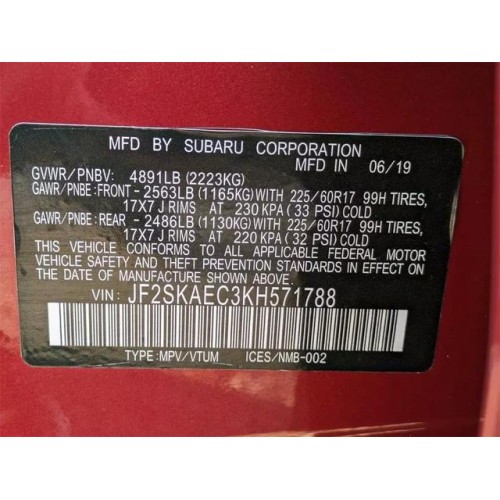 MFD BY SUBARU CORPORATION
MFD IN 06/19
GVWR/PNBV: 4891LB (2223KG)
GAWR/PNBE: FRONT - 2563LB (1165KG) WITH 225/60R17 99H TIRES,
17X7 J RIMS AT 230 KPA (33 PSI) COLD
GAWR/PNBE: REAR - 2486LB (1130KG) WITH 225/60R17 99H TIRES,
17X7 J RIMS AT 220 KPA (32 PSI) COLD
THIS VEHICLE CONFORMS TO ALL APPLICABLE FEDERAL MOTOR
VEHICLE SAFETY AND THEFT PREVENTION STANDARDS IN EFFECT
ON THE DATE OF MANUFACTURE SHOWN ABOVE.
VIN: JF2SKAEC3KH571788
TYPE: MPV/VTUM ICES/NMB-002